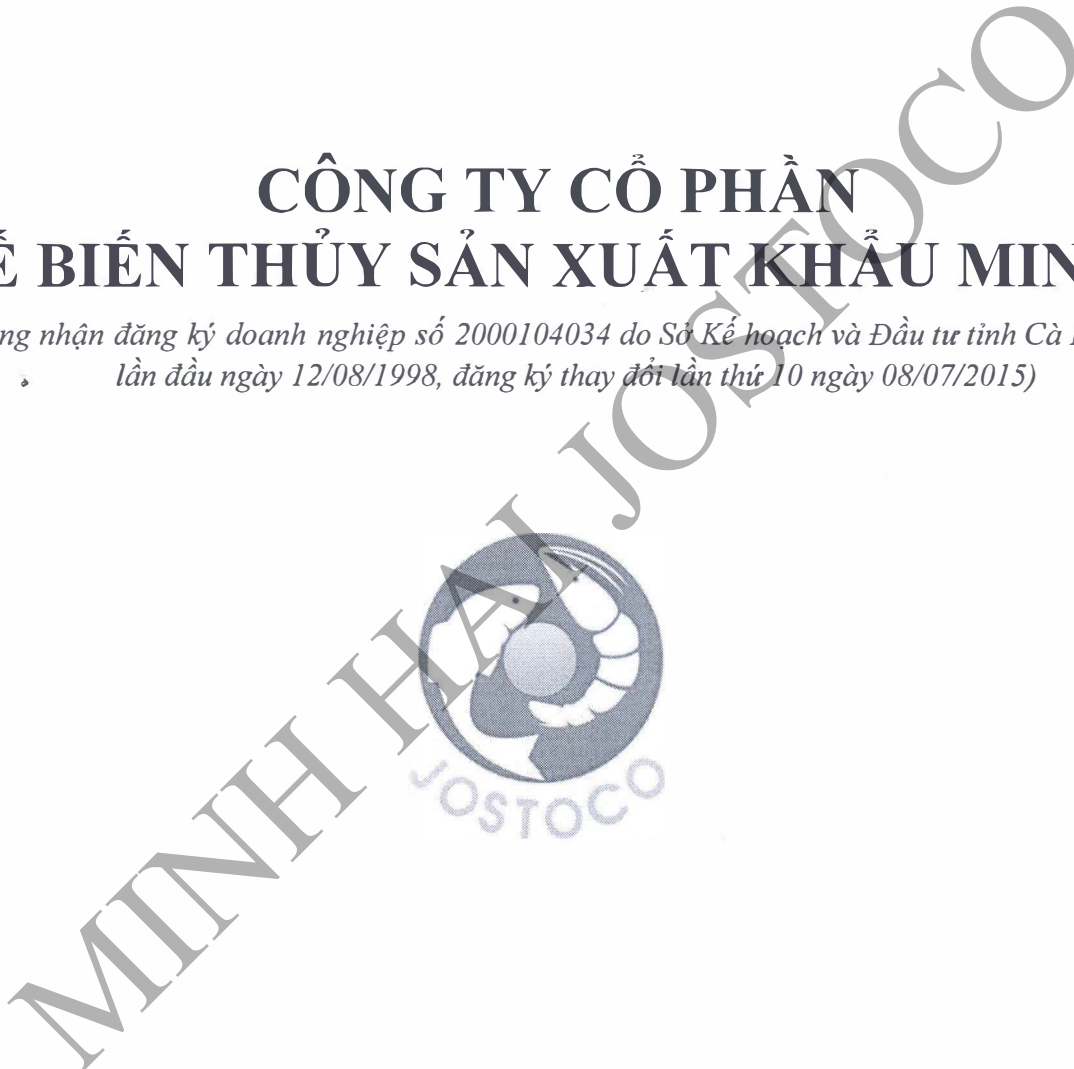 CÔNG TY CỔ PHẦN
Ế BIẾN THỦY SẢN XUẤT KHẨU MIN
ng nhận đăng ký doanh nghiệp số 2000104034 do Sở Kế hoạch và Đầu tư tỉnh Cà
lần đầu ngày 12/08/1998, đăng ký thay đổi lần thứ 10 ngày 08/07/2015)
MINH HAI JOSTOCO
JOSTOCO